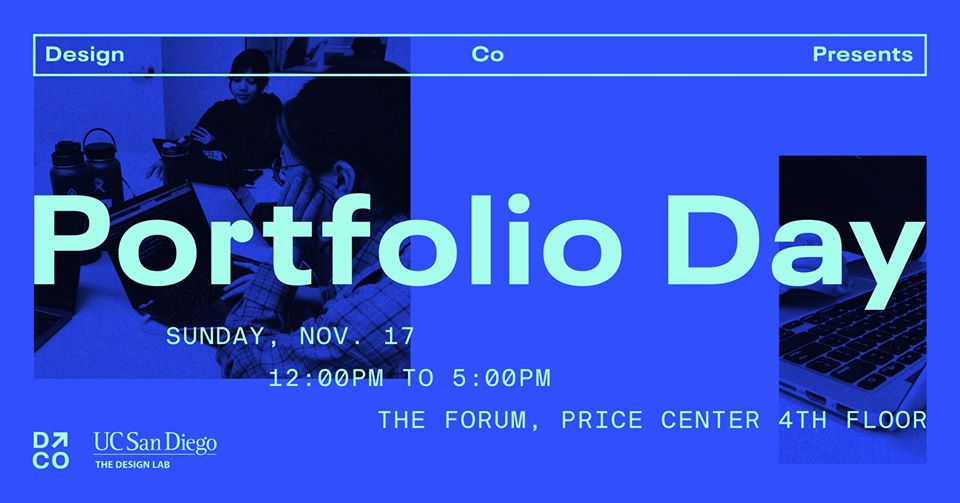 Design Co Presents
Portfolio Day
SUNDAY, NOV. 17
12:00PM TO 5:00PM
THE FORUM, PRICE CENTER 4TH FLOOR
D↗
CO
UC San Diego
THE DESIGN LAB